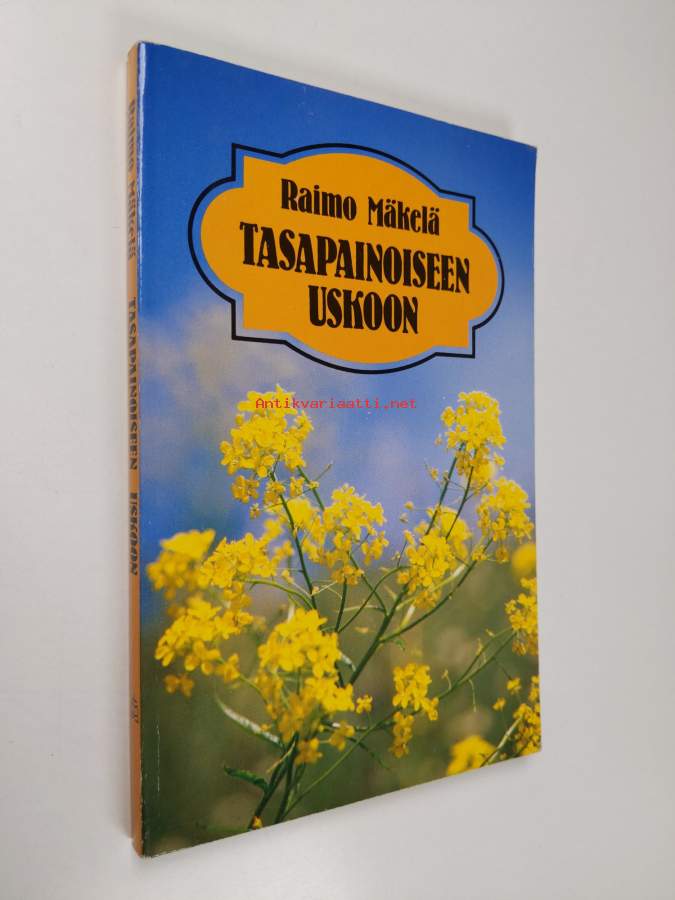 Raimo Mäkelä
TASAPAINOISEEN
USKOON
Antikvariaatti.net
Raimo Mäkelä TASAPAINOISEEN USKOON